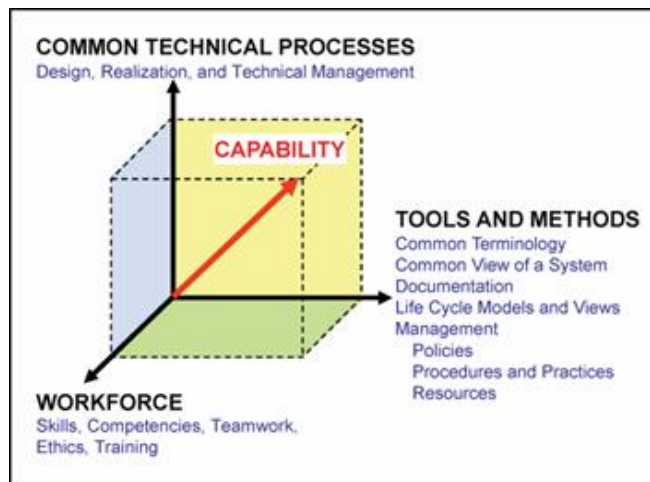 COMMON TECHNICAL PROCESSES
Design, Realization, and Technical Management
CAPABILITY
TOOLS AND METHODS
Common Terminology
Common View of a System
Documentation
Life Cycle Models and Views
Management
Policies
Procedures and Practices
Resources
WORKFORCE
Skills, Competencies, Teamwork,
Ethics, Training